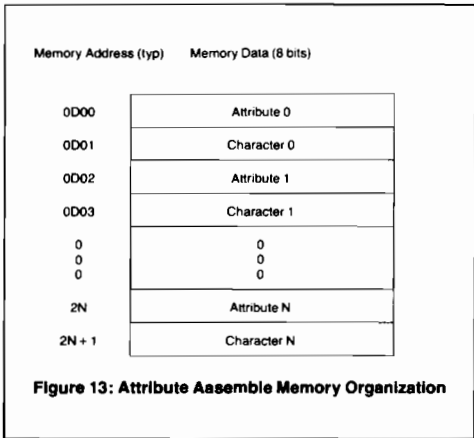 Memory Address (typ) Memory Data (8 bits)
0D00 Attribute 0
0D01 Character 0
0D02 Attribute 1
0D03 Character 1
0 0
0 0
0 0
2N Attribute N
2N + 1 Character N
Figure 13: Attribute Aasemble Memory Organization